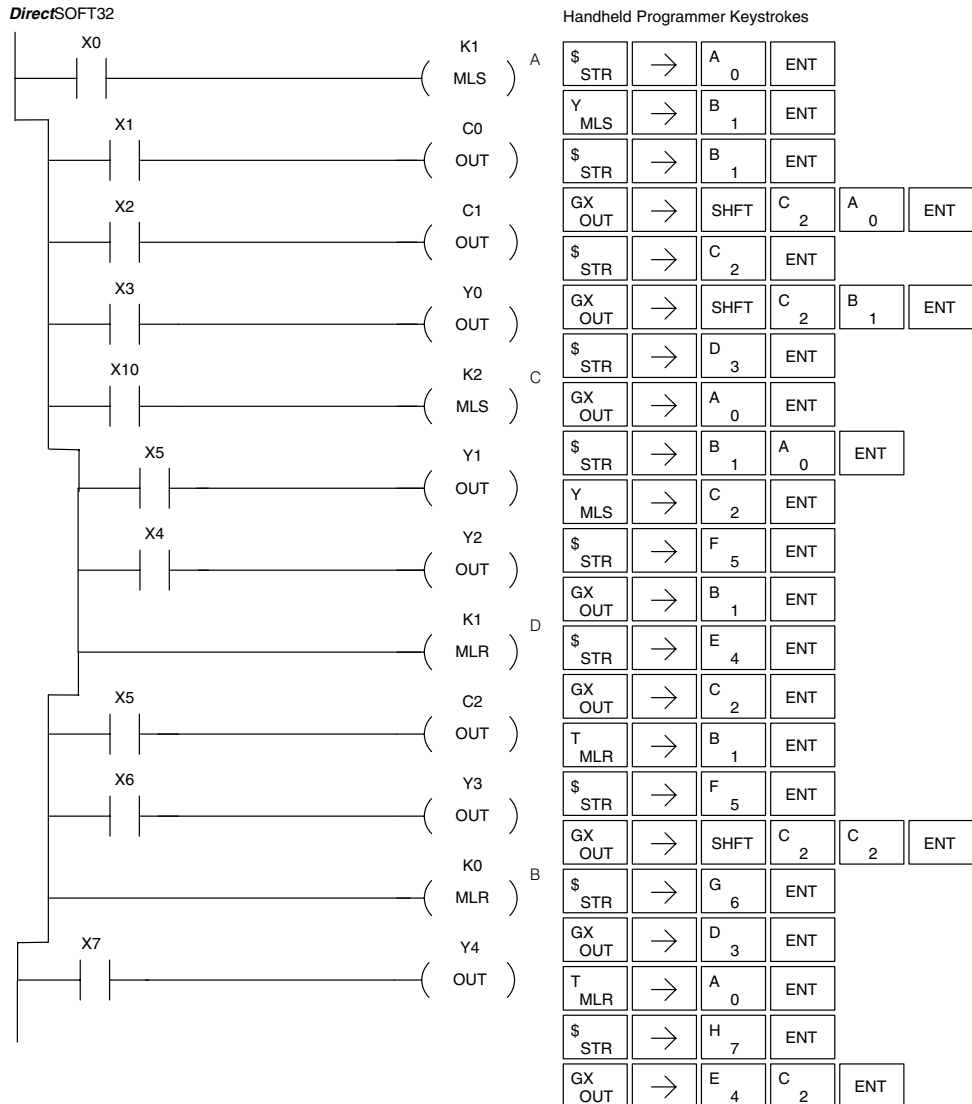 DirectSOFT32
Handheld Programmer Keystrokes
X0
K1
MLS
A
X1
C0
OUT
X2
C1
OUT
X3
Y0
OUT
X10
K2
MLS
C
X5
Y1
OUT
X4
Y2
OUT
K1
MLR
D
X5
C2
OUT
X6
Y3
OUT
K0
MLR
B
X7
Y4
OUT
$ STR → A 0 ENT
Y MLS → B 1 ENT
$ STR → B 1 ENT
GX OUT → SHFT C 2 A 0 ENT
$ STR → C 2 ENT
GX OUT → SHFT C 2 B 1 ENT
$ STR → D 3 ENT
GX OUT → A 0 ENT
$ STR → B 1 A 0 ENT
Y MLS → C 2 ENT
$ STR → F 5 ENT
GX OUT → B 1 ENT
$ STR → E 4 ENT
GX OUT → C 2 ENT
T MLR → B 1 ENT
$ STR → F 5 ENT
GX OUT → SHFT C 2 C 2 ENT
$ STR → G 6 ENT
GX OUT → D 3 ENT
T MLR → A 0 ENT
$ STR → H 7 ENT
GX OUT → E 4 C 2 ENT